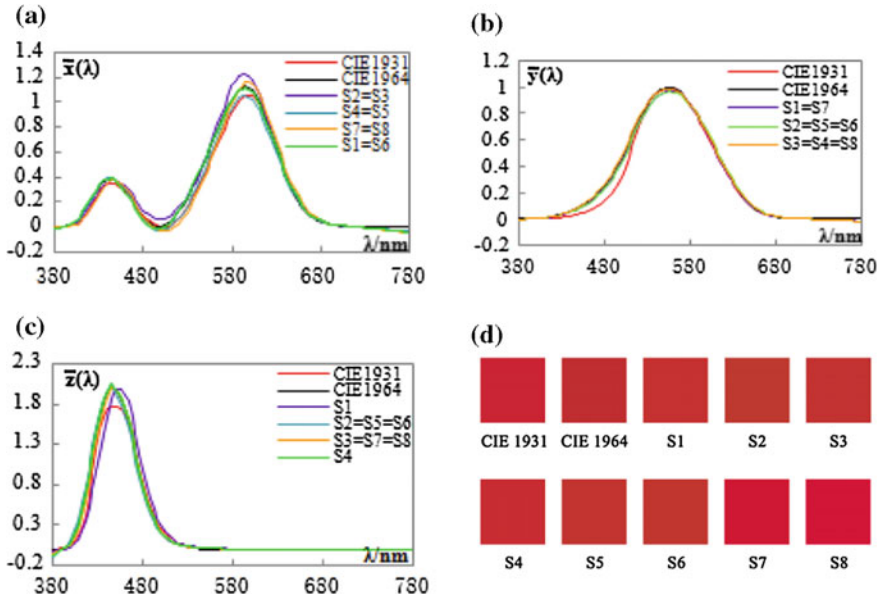 (a)
x̄(λ)
1.4
1.2
1
0.8
0.6
0.4
0.2
0
-0.2
CIE1931
CIE1964
S2=S3
S4=S5
S7=S8
S1=S6
λ/nm
380 480 580 680 780
(b)
ȳ(λ)
1.2
1.0
0.8
0.6
0.4
0.2
0
-0.2
CIE1931
CIE1964
S1=S7
S2=S5=S6
S3=S4=S8
λ/nm
380 480 580 680 780
(c)
z̄(λ)
2.3
1.8
1.3
0.8
0.3
-0.2
CIE1931
CIE1964
S1
S2=S5=S6
S3=S7=S8
S4
λ/nm
380 480 580 680 780
(d)
CIE 1931 CIE 1964 S1 S2 S3
S4 S5 S6 S7 S8